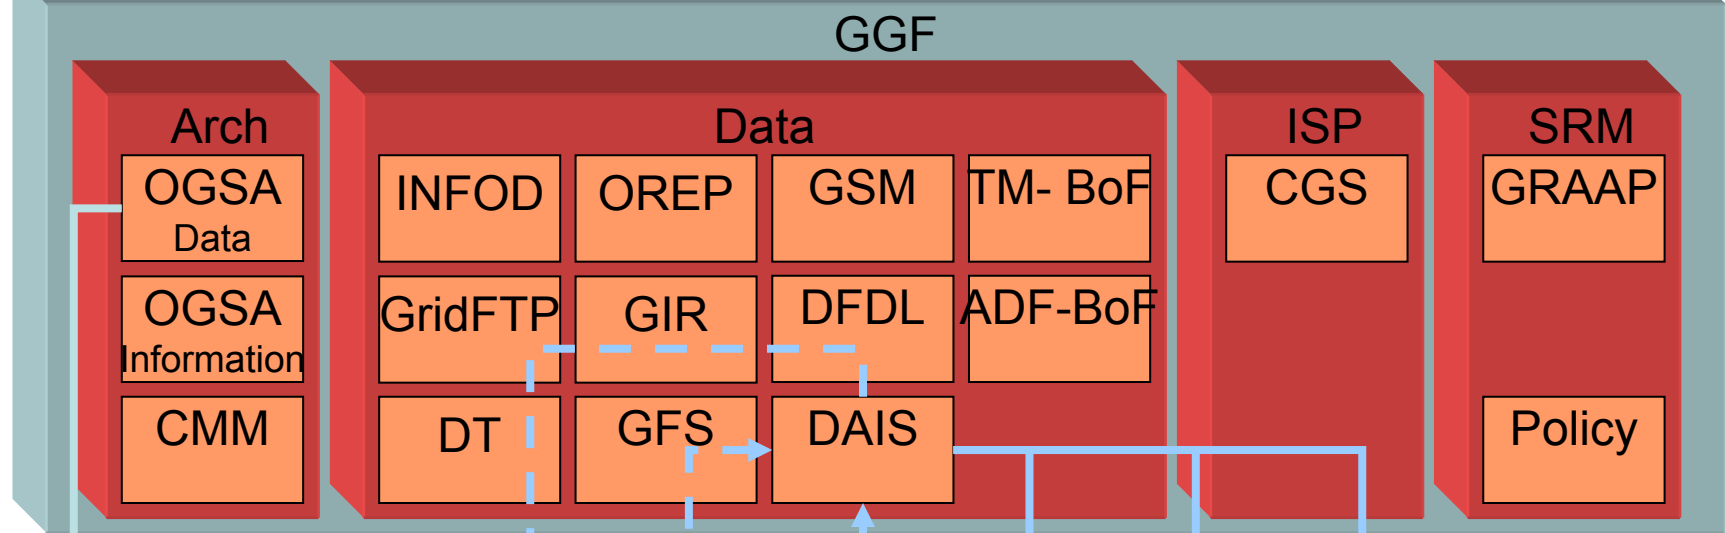 GGF
Arch
OGSA
Data
OGSA
Information
CMM
Data
INFOD
OREP
GSM
TM- BoF
GridFTP
GIR
DFDL
ADF-BoF
DT
GFS
DAIS
ISP
CGS
SRM
GRAAP
Policy